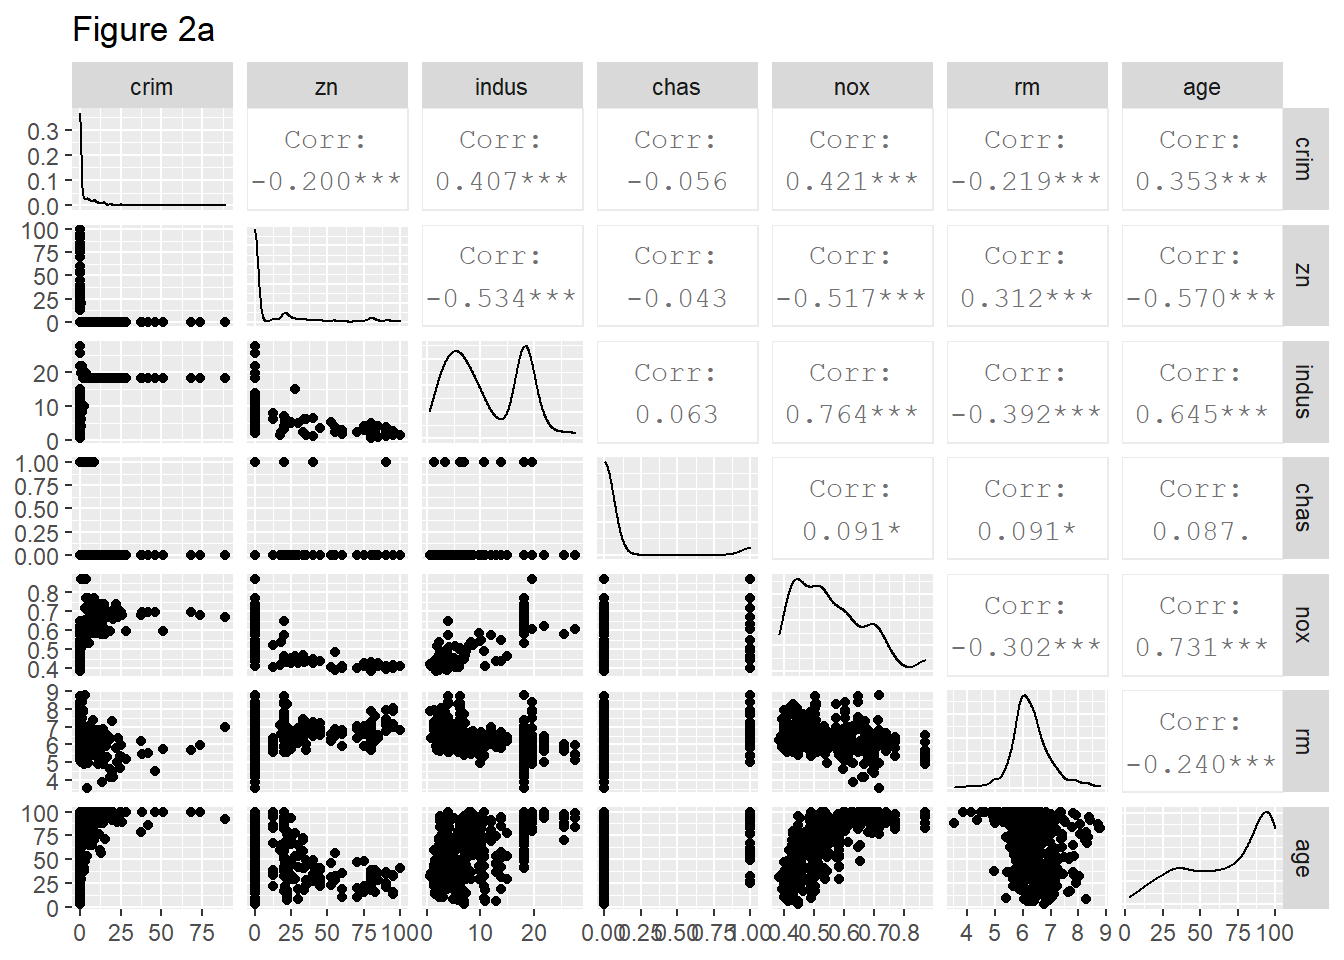 Figure 2a
crim zn indus chas nox rm age
0.3
0.2
0.1
0.0
Corr: Corr: Corr: Corr: Corr: Corr:
-0.200*** 0.407*** -0.056 0.421*** -0.219*** 0.353***
crim
100
75
50
25
0
Corr: Corr: Corr: Corr: Corr:
-0.534*** -0.043 -0.517*** 0.312*** -0.570***
zn
20
10
0
Corr: Corr: Corr: Corr:
0.063 0.764*** -0.392*** 0.645***
indus
1.00
0.75
0.50
0.25
0.00
Corr: Corr: Corr:
0.091* 0.091* 0.087.
chas
0.8
0.7
0.6
0.5
0.4
Corr: Corr:
-0.302*** 0.731***
nox
9
8
7
6
5
4
Corr:
-0.240***
rm
100
75
50
25
0
age
0 25 50 75 0 25 50 75 100 0 10 20 0.00 0.25 0.50 0.75 1.00 0.4 0.5 0.6 0.7 0.8 4 5 6 7 8 9 0 25 50 75 100